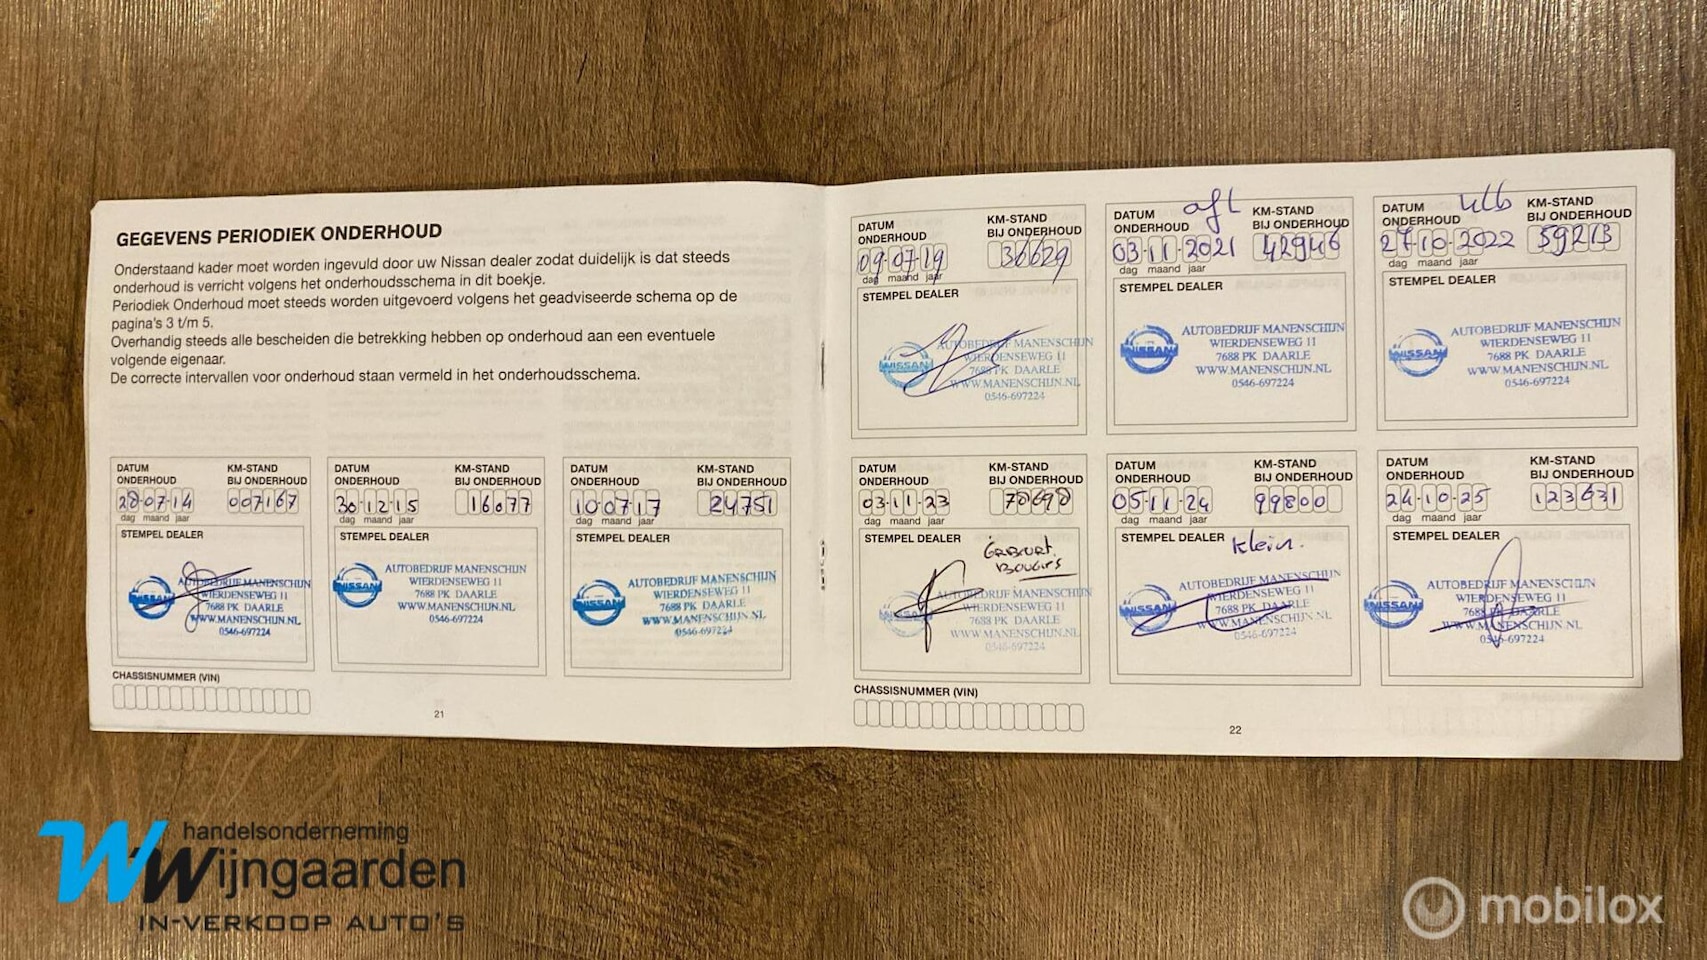 GEGEVENS PERIODIEK ONDERHOUD
Onderstaand kader moet worden ingevuld door uw Nissan dealer zodat duidelijk is dat steeds
onderhoud is verricht volgens het onderhoudsschema in dit boekje.
Periodiek Onderhoud moet steeds worden uitgevoerd volgens het geadviseerde schema op de
pagina's 3 t/m 5.
Overhandig steeds alle bescheiden die betrekking hebben op onderhoud aan een eventuele
volgende eigenaar.
De correcte intervallen voor onderhoud staan vermeld in het onderhoudsschema.
DATUM ONDERHOUD
KM-STAND BIJ ONDERHOUD
28-07-14 007167
dag maand jaar
STEMPEL DEALER
NISSAN
AUTOBEDRIJF MANENSCHIJN
WIERDENSEWEG 11
7688 PK DAARLE
WWW.MANENSCHIJN.NL
0546-697224
DATUM ONDERHOUD
KM-STAND BIJ ONDERHOUD
30-12-15 16077
dag maand jaar
STEMPEL DEALER
NISSAN
AUTOBEDRIJF MANENSCHIJN
WIERDENSEWEG 11
7688 PK DAARLE
WWW.MANENSCHIJN.NL
0546-697224
DATUM ONDERHOUD
KM-STAND BIJ ONDERHOUD
10-07-17 24751
dag maand jaar
STEMPEL DEALER
NISSAN
AUTOBEDRIJF MANENSCHIJN
WIERDENSEWEG 11
7688 PK DAARLE
WWW.MANENSCHIJN.NL
0546-697224
CHASSISNUMMER (VIN)
21
DATUM ONDERHOUD
KM-STAND BIJ ONDERHOUD
09-07-19 36629
dag maand jaar
STEMPEL DEALER
NISSAN
AUTOBEDRIJF MANENSCHIJN
WIERDENSEWEG 11
7688 PK DAARLE
WWW.MANENSCHIJN.NL
0546-697224
DATUM ONDERHOUD
KM-STAND BIJ ONDERHOUD
03-11-2021 42946
dag maand jaar
STEMPEL DEALER
NISSAN
AUTOBEDRIJF MANENSCHIJN
WIERDENSEWEG 11
7688 PK DAARLE
WWW.MANENSCHIJN.NL
0546-697224
DATUM ONDERHOUD
KM-STAND BIJ ONDERHOUD
27-10-2022 59213
dag maand jaar
STEMPEL DEALER
NISSAN
AUTOBEDRIJF MANENSCHIJN
WIERDENSEWEG 11
7688 PK DAARLE
WWW.MANENSCHIJN.NL
0546-697224
DATUM ONDERHOUD
KM-STAND BIJ ONDERHOUD
03-11-23 78698
dag maand jaar
STEMPEL DEALER
BOUGIES
NISSAN
AUTOBEDRIJF MANENSCHIJN
WIERDENSEWEG 11
7688 PK DAARLE
WWW.MANENSCHIJN.NL
0546-697224
DATUM ONDERHOUD
KM-STAND BIJ ONDERHOUD
05-11-24 99800
dag maand jaar
STEMPEL DEALER
Klein.
NISSAN
AUTOBEDRIJF MANENSCHIJN
WIERDENSEWEG 11
7688 PK DAARLE
WWW.MANENSCHIJN.NL
0546-697224
DATUM ONDERHOUD
KM-STAND BIJ ONDERHOUD
24-10-25 123631
dag maand jaar
STEMPEL DEALER
NISSAN
AUTOBEDRIJF MANENSCHIJN
WIERDENSEWEG 11
7688 PK DAARLE
WWW.MANENSCHIJN.NL
0546-697224
CHASSISNUMMER (VIN)
22
handelsonderneming
Wijngaarden
IN-VERKOOP AUTO'S
mobilox